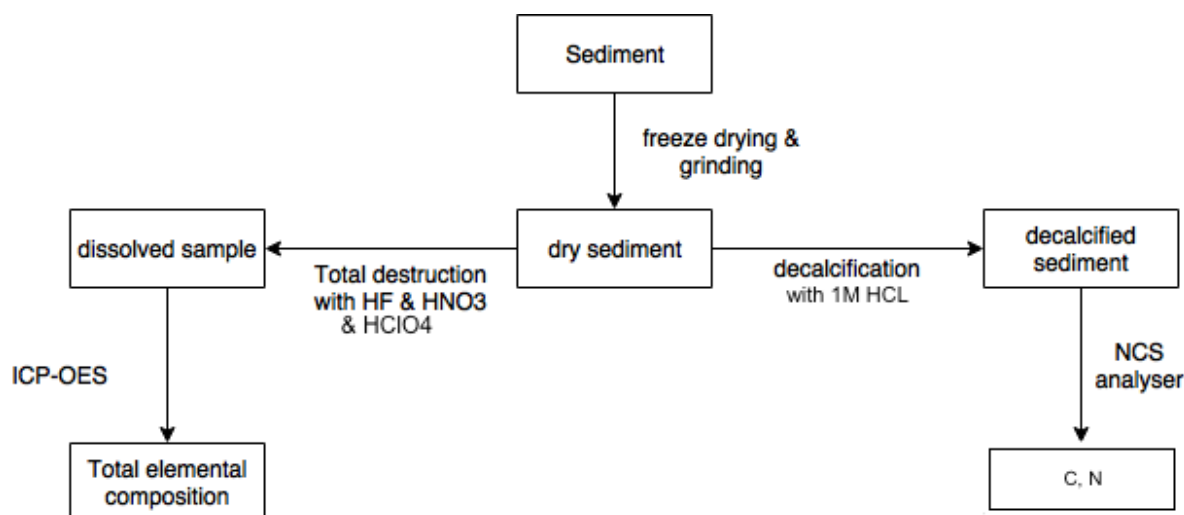 Sediment
freeze drying &
grinding
dissolved sample
dry sediment
decalcified
sediment
Total destruction
with HF & HNO3
& HClO4
decalcification
with 1M HCL
ICP-OES
NCS
analyser
Total elemental
composition
C, N